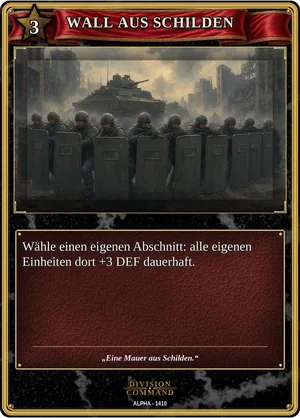 3
WALL AUS SCHILDEN
Wähle einen eigenen Abschnitt: alle eigenen
Einheiten dort +3 DEF dauerhaft.
„Eine Mauer aus Schilden.“
DIVISION
COMMAND
ALPHA - 1410